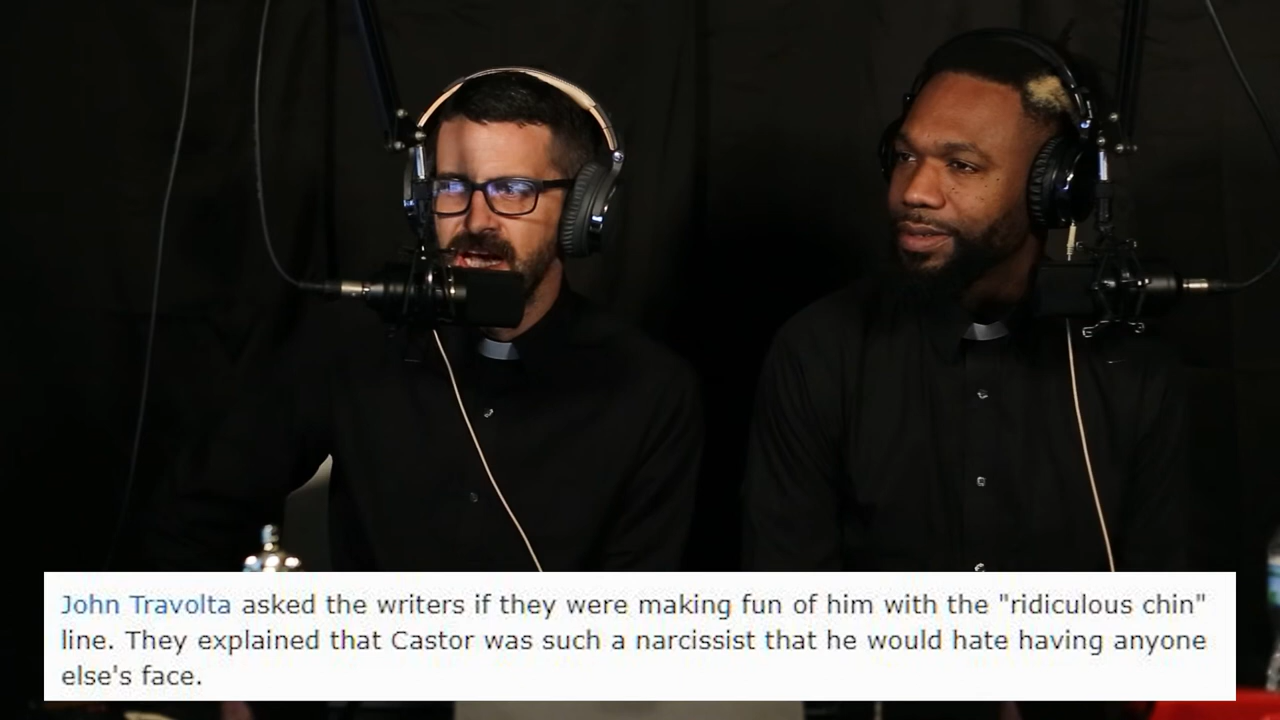 John Travolta asked the writers if they were making fun of him with the "ridiculous chin"
line. They explained that Castor was such a narcissist that he would hate having anyone
else's face.